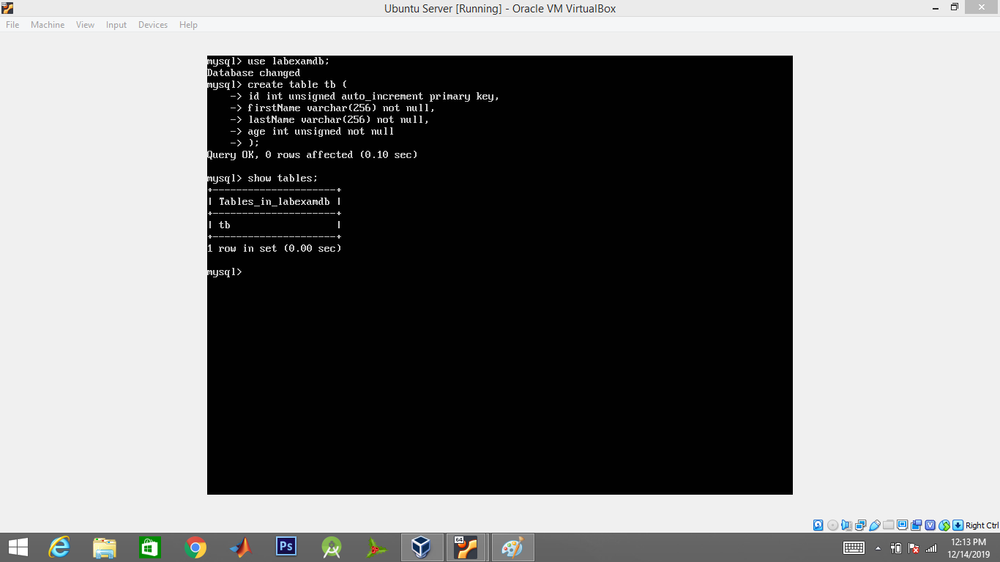 Ubuntu Server [Running] - Oracle VM VirtualBox
File Machine View Input Devices Help
mysql> use labexamdb;
Database changed
mysql> create table tb (
    -> id int unsigned auto_increment primary key,
    -> firstName varchar(256) not null,
    -> lastName varchar(256) not null,
    -> age int unsigned not null
    -> );
Query OK, 0 rows affected (0.10 sec)
mysql> show tables;
+---------------------+
| Tables_in_labexamdb |
+---------------------+
| tb                  |
+---------------------+
1 row in set (0.00 sec)
mysql>
Right Ctrl
Ps
64
12:13 PM
12/14/2019